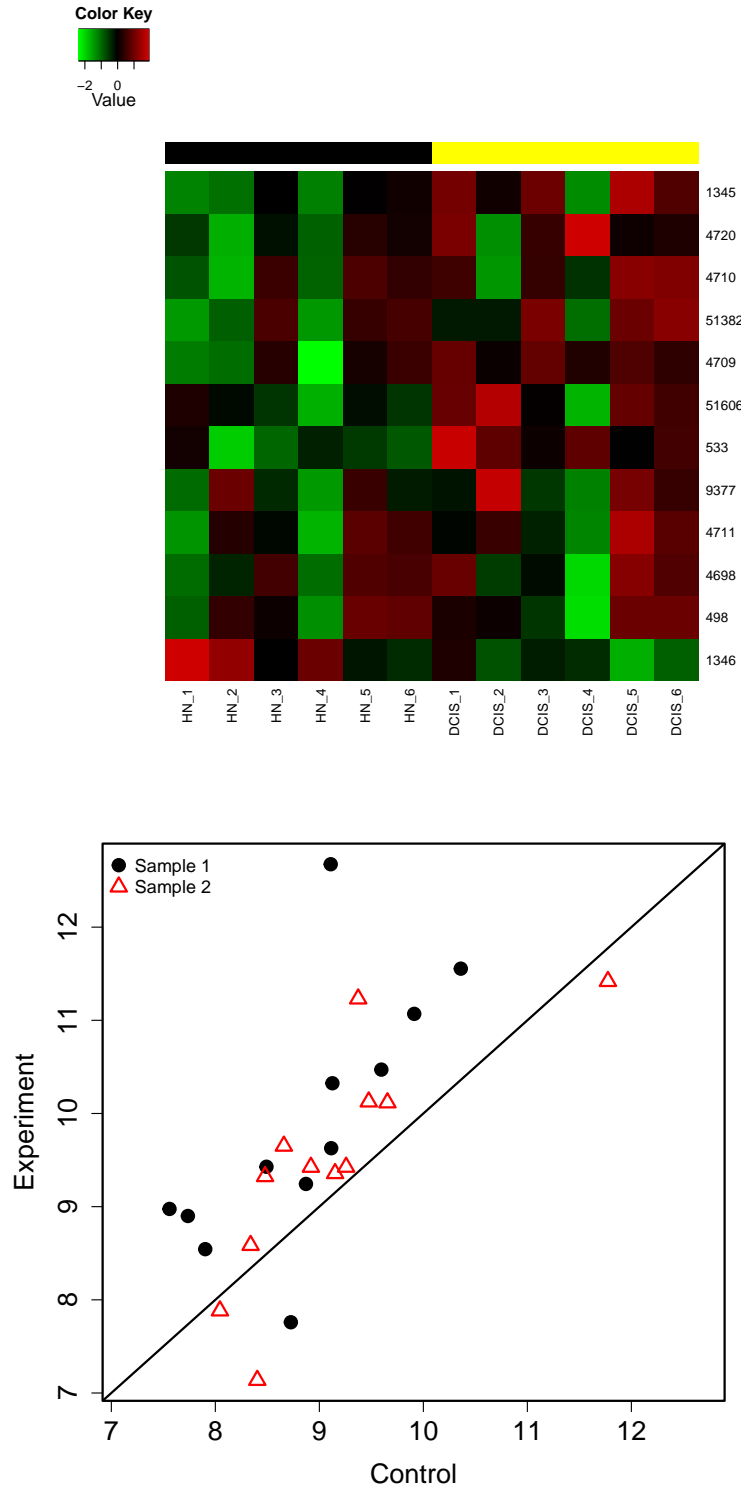 Color Key
−2 0
Value
1345
4720
4710
51382
4709
51606
533
9377
4711
4698
498
1346
HN_1 HN_2 HN_3 HN_4 HN_5 HN_6 DCIS_1 DCIS_2 DCIS_3 DCIS_4 DCIS_5 DCIS_6
Sample 1
Sample 2
12
11
10
9
8
7
Experiment
7 8 9 10 11 12
Control